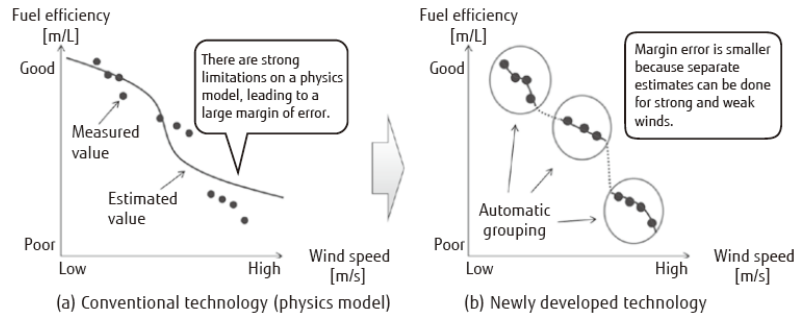 Fuel efficiency
[m/L]
Good
There are strong
limitations on a physics
model, leading to a
large margin of error.
Measured
value
Estimated
value
Poor
Low
High
Wind speed
[m/s]
(a) Conventional technology (physics model)
Fuel efficiency
[m/L]
Good
Margin error is smaller
because separate
estimates can be done
for strong and weak
winds.
Automatic
grouping
Poor
Low
High
Wind speed
[m/s]
(b) Newly developed technology